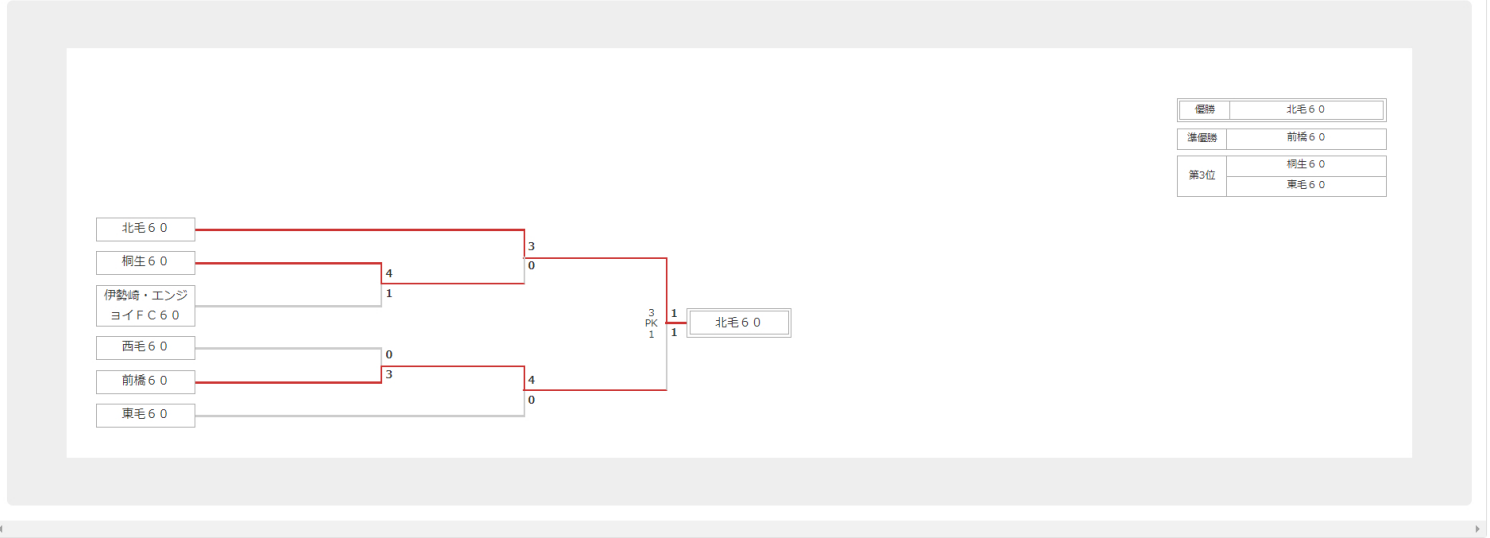 優勝 北毛６０
準優勝 前橋６０
第3位 桐生６０
東毛６０
北毛６０
桐生６０
伊勢崎・エンジ
ョイＦＣ６０
西毛６０
前橋６０
東毛６０
4
1
0
3
3
0
4
0
3
PK
1
1
1
北毛６０